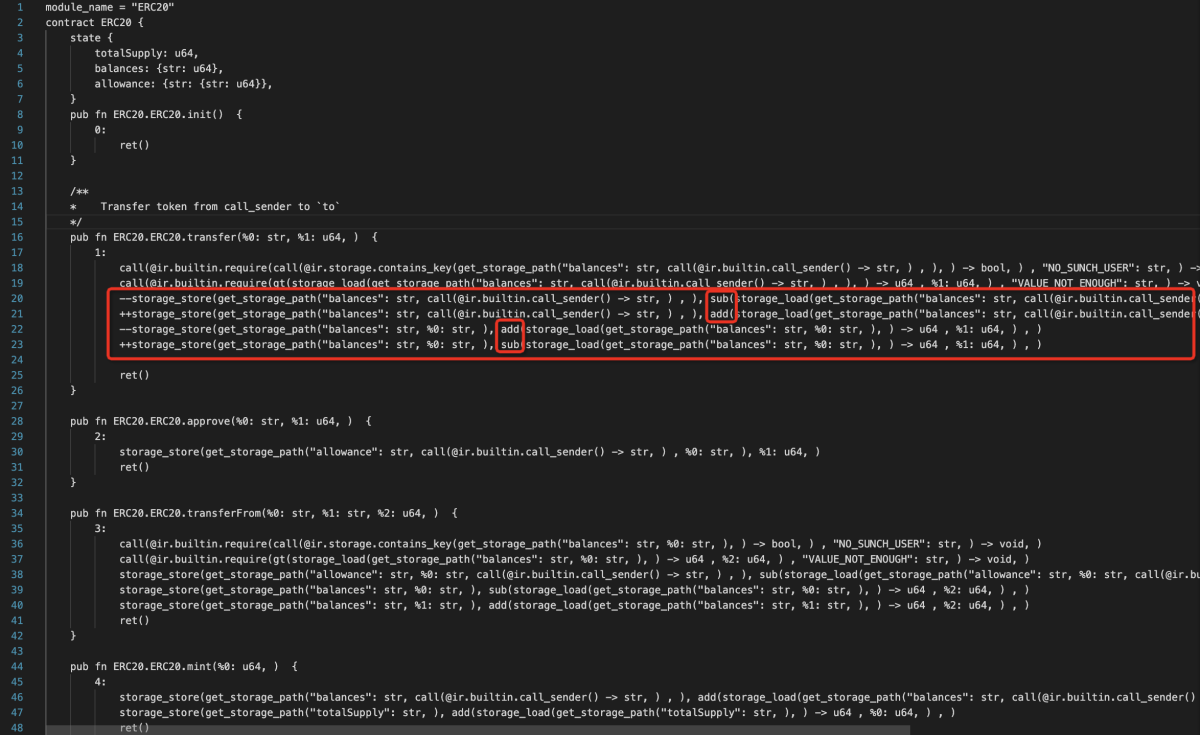 1 module_name = "ERC20"
2 contract ERC20 {
3 state {
4 totalSupply: u64,
5 balances: {str: u64},
6 allowance: {str: {str: u64}},
7 }
8 pub fn ERC20.ERC20.init()  {
9 0:
10 ret()
11 }
12
13 /**
14 *    Transfer token from call_sender to `to`
15 */
16 pub fn ERC20.ERC20.transfer(%0: str, %1: u64, )  {
17 1:
18 call(@ir.builtin.require(call(@ir.storage.contains_key(get_storage_path("balances": str, call(@ir.builtin.call_sender() -> str, ) , ), ) -> bool, ) , "NO_SUNCH_USER": str, ) ->
19 call(@ir.builtin.require(gt(storage_load(get_storage_path("balances": str, call(@ir.builtin.call_sender() -> str, ) , ), ) -> u64 , %1: u64, ) , "VALUE_NOT_ENOUGH": str, ) -> v
20 --storage_store(get_storage_path("balances": str, call(@ir.builtin.call_sender() -> str, ) , ), sub(storage_load(get_storage_path("balances": str, call(@ir.builtin.call_sender(
21 ++storage_store(get_storage_path("balances": str, call(@ir.builtin.call_sender() -> str, ) , ), add(storage_load(get_storage_path("balances": str, call(@ir.builtin.call_sender(
22 --storage_store(get_storage_path("balances": str, %0: str, ), add(storage_load(get_storage_path("balances": str, %0: str, ), ) -> u64 , %1: u64, ) , )
23 ++storage_store(get_storage_path("balances": str, %0: str, ), sub(storage_load(get_storage_path("balances": str, %0: str, ), ) -> u64 , %1: u64, ) , )
24
25 ret()
26 }
27
28 pub fn ERC20.ERC20.approve(%0: str, %1: u64, )  {
29 2:
30 storage_store(get_storage_path("allowance": str, call(@ir.builtin.call_sender() -> str, ) , %0: str, ), %1: u64, )
31 ret()
32 }
33
34 pub fn ERC20.ERC20.transferFrom(%0: str, %1: str, %2: u64, )  {
35 3:
36 call(@ir.builtin.require(call(@ir.storage.contains_key(get_storage_path("balances": str, %0: str, ), ) -> bool, ) , "NO_SUNCH_USER": str, ) -> void, )
37 call(@ir.builtin.require(gt(storage_load(get_storage_path("balances": str, %0: str, ), ) -> u64 , %2: u64, ) , "VALUE_NOT_ENOUGH": str, ) -> void, )
38 storage_store(get_storage_path("allowance": str, %0: str, call(@ir.builtin.call_sender() -> str, ) , ), sub(storage_load(get_storage_path("allowance": str, %0: str, call(@ir.bu
39 storage_store(get_storage_path("balances": str, %0: str, ), sub(storage_load(get_storage_path("balances": str, %0: str, ), ) -> u64 , %2: u64, ) , )
40 storage_store(get_storage_path("balances": str, %1: str, ), add(storage_load(get_storage_path("balances": str, %1: str, ), ) -> u64 , %2: u64, ) , )
41 ret()
42 }
43
44 pub fn ERC20.ERC20.mint(%0: u64, )  {
45 4:
46 storage_store(get_storage_path("balances": str, call(@ir.builtin.call_sender() -> str, ) , ), add(storage_load(get_storage_path("balances": str, call(@ir.builtin.call_sender()
47 storage_store(get_storage_path("totalSupply": str, ), add(storage_load(get_storage_path("totalSupply": str, ), ) -> u64 , %0: u64, ) , )
48 ret()